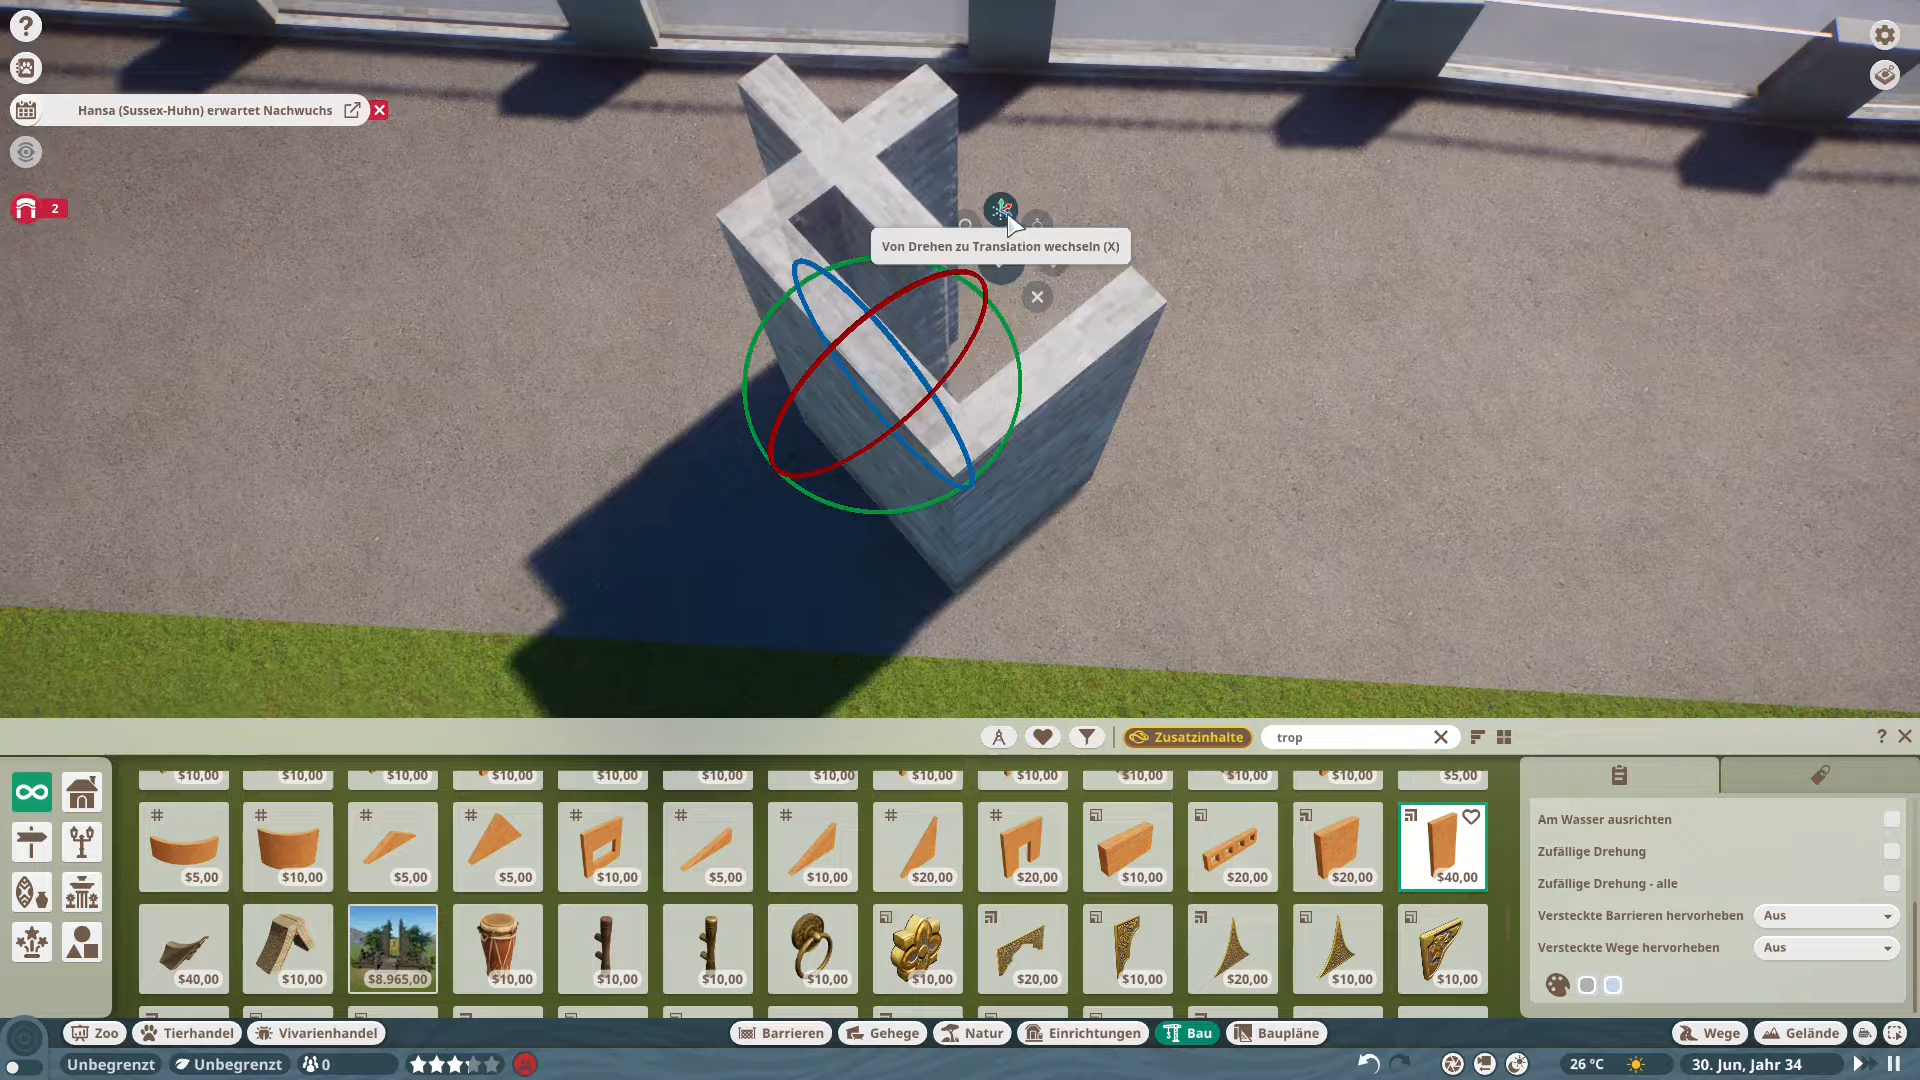 ?
Hansa (Sussex-Huhn) erwartet Nachwuchs
2
Von Drehen zu Translation wechseln (X)
Zusatzinhalte
trop
?
$10,00 $10,00 $10,00 $10,00 $10,00 $10,00 $10,00 $10,00 $10,00 $10,00 $10,00 $10,00 $5,00
$5,00 $10,00 $5,00 $5,00 $10,00 $5,00 $10,00 $20,00 $20,00 $10,00 $20,00 $20,00 $40,00
$40,00 $10,00 $8.965,00 $10,00 $10,00 $10,00 $10,00 $10,00 $20,00 $10,00 $20,00 $10,00 $10,00
Am Wasser ausrichten
Zufällige Drehung
Zufällige Drehung - alle
Versteckte Barrieren hervorheben Aus
Versteckte Wege hervorheben Aus
Zoo Tierhandel Vivarienhandel Barrieren Gehege Natur Einrichtungen Bau Baupläne Wege Gelände
Unbegrenzt Unbegrenzt 0 26 °C 30. Jun, Jahr 34